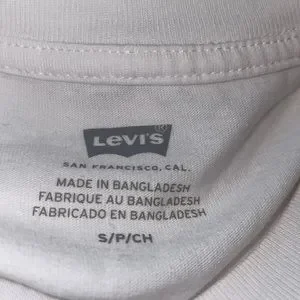 Levi's
SAN FRANCISCO, CAL.
MADE IN BANGLADESH
FABRIQUE AU BANGLADESH
FABRICADO EN BANGLADESH
S/P/CH